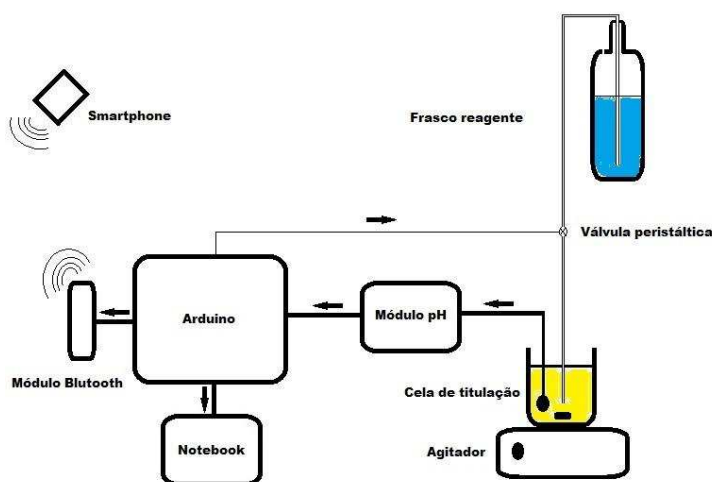 Smartphone
Frasco reagente
Válvula peristáltica
Arduino
Módulo pH
Módulo Blutooth
Cela de titulação
Notebook
Agitador